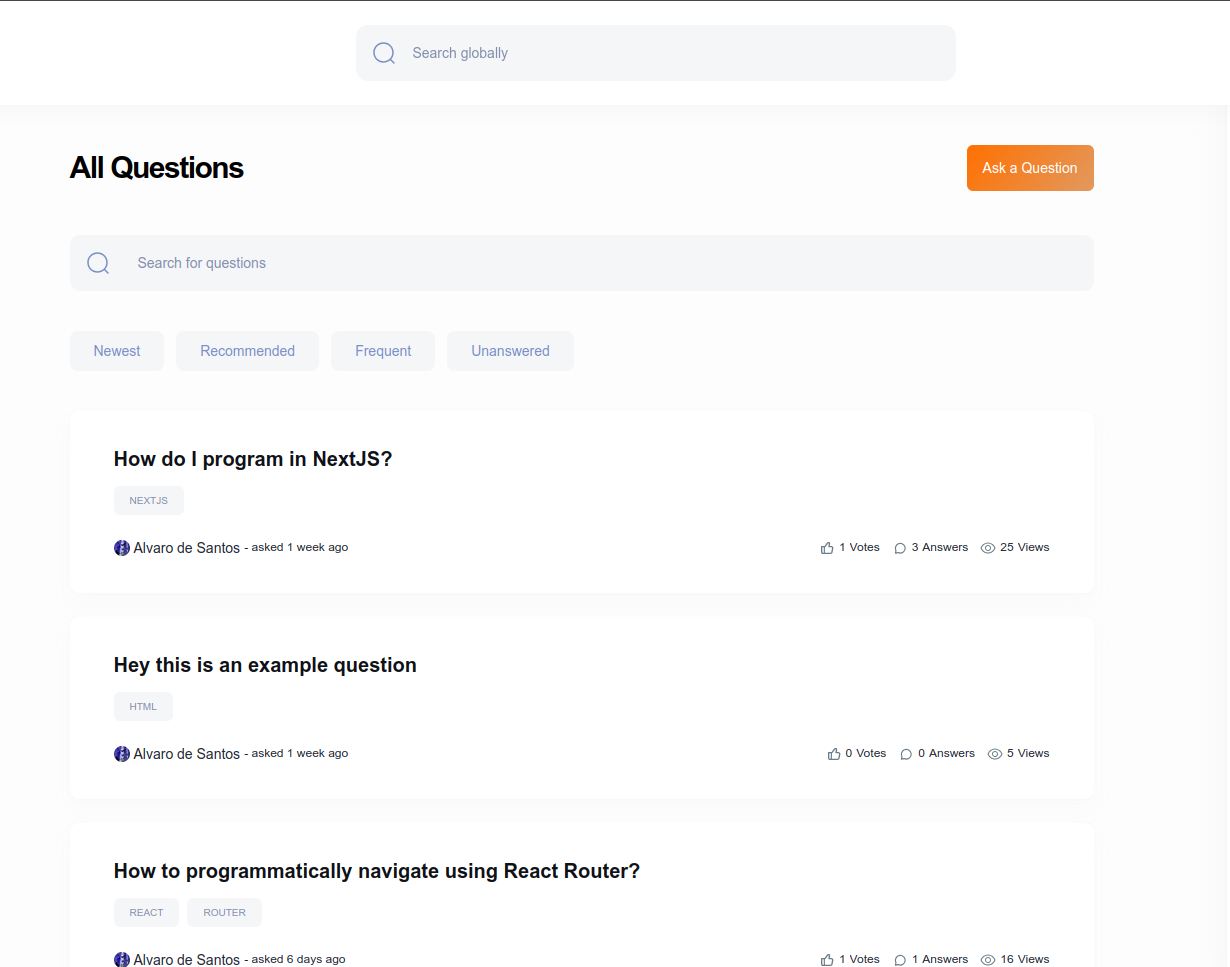 Search globally
All Questions
Ask a Question
Search for questions
Newest Recommended Frequent Unanswered
How do I program in NextJS?
NEXTJS
Alvaro de Santos - asked 1 week ago 1 Votes 3 Answers 25 Views
Hey this is an example question
HTML
Alvaro de Santos - asked 1 week ago 0 Votes 0 Answers 5 Views
How to programmatically navigate using React Router?
REACT ROUTER
Alvaro de Santos - asked 6 days ago 1 Votes 1 Answers 16 Views